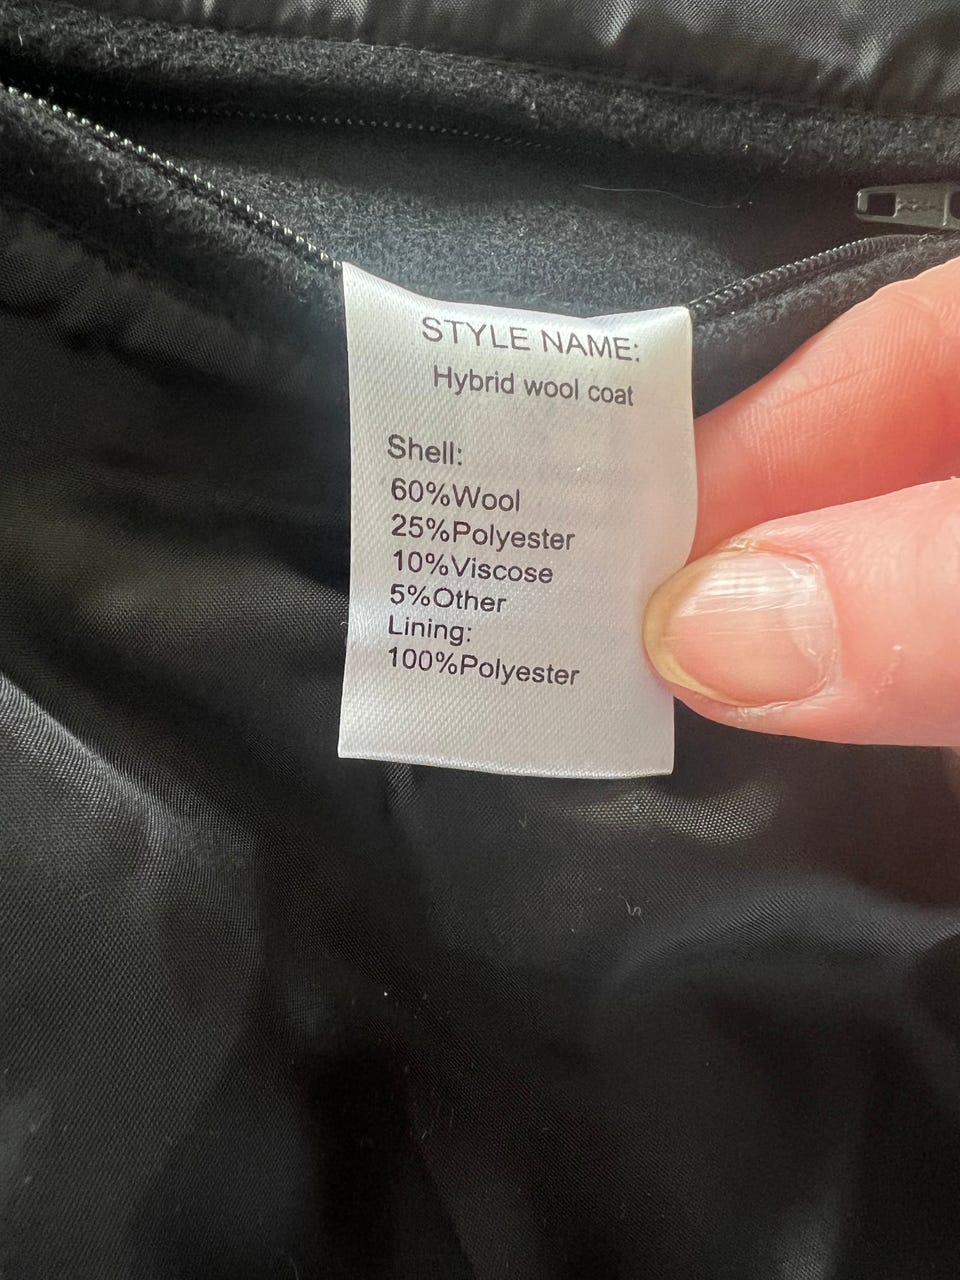 STYLE NAME:
Hybrid wool coat
Shell:
60%Wool
25%Polyester
10%Viscose
5%Other
Lining:
100%Polyester